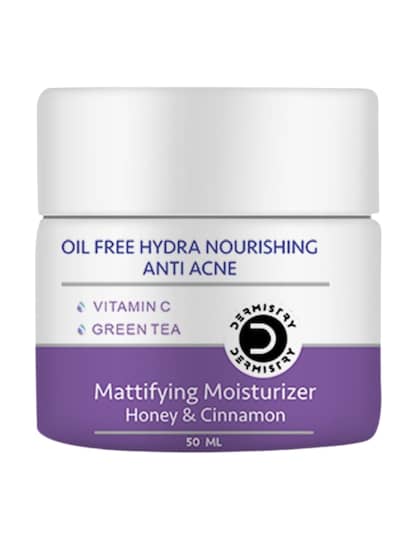 OIL FREE HYDRA NOURISHING
ANTI ACNE
VITAMIN C
GREEN TEA
DERMISTRY
DERMISTRY
Mattifying Moisturizer
Honey & Cinnamon
50 ML